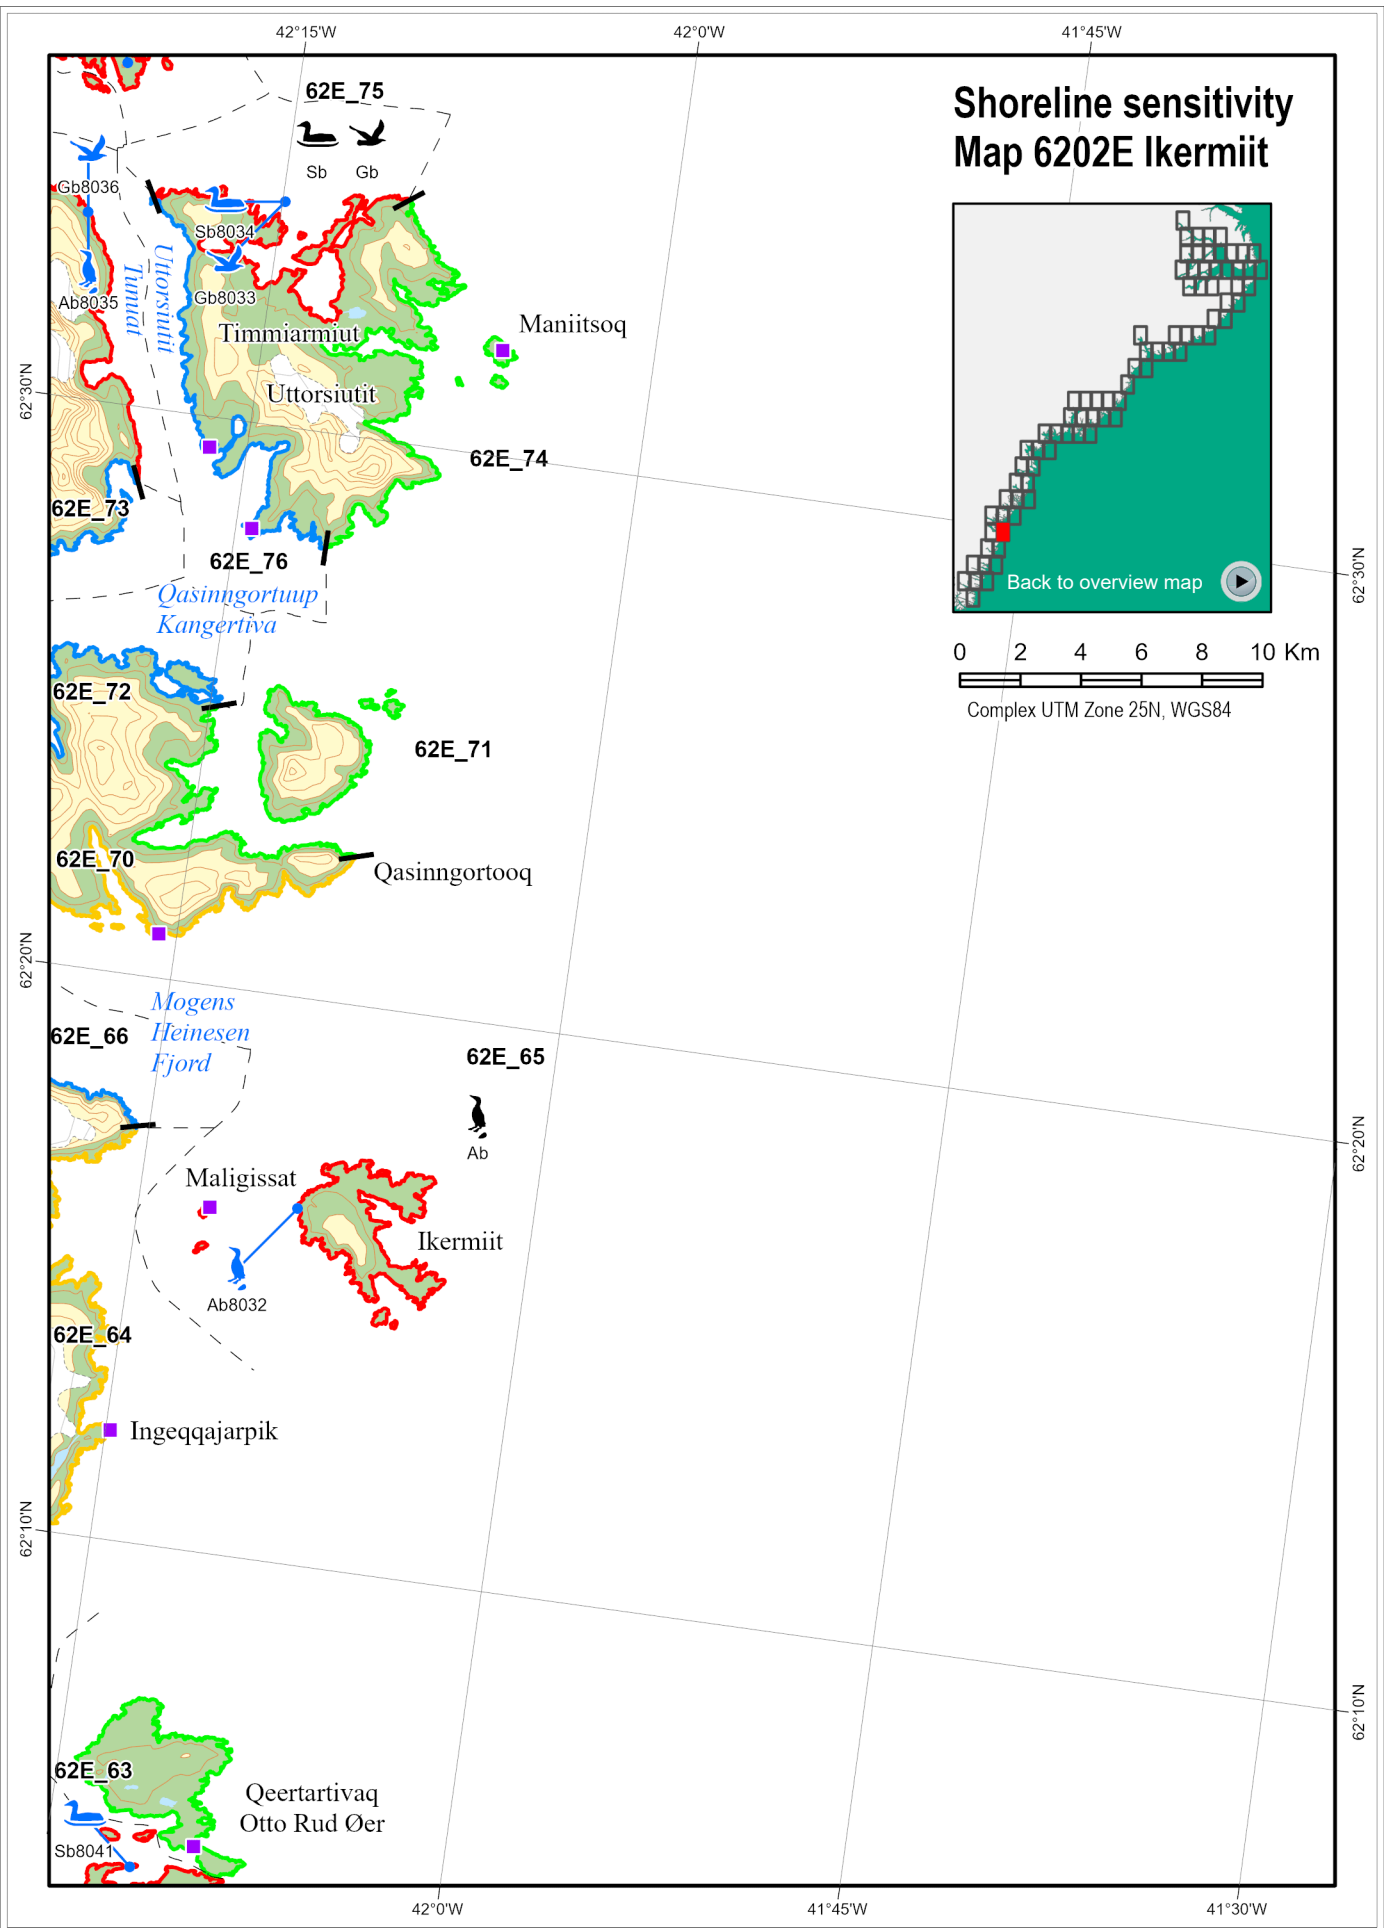 42°15'W
42°0'W
41°45'W
Shoreline sensitivity
Map 6202E Ikermiit
62E_75
Sb
Gb
Gb8036
Sb8034
Ab8035
Gb8033
Uttorsiutit
Tunuat
Timmiarmiut
Maniitsoq
Uttorsiutit
62°30'N
62E_74
62E_73
62E_76
Qasinngortuup
Kangertiva
62°30'N
Back to overview map
0 2 4 6 8 10 Km
Complex UTM Zone 25N, WGS84
62E_72
62E_71
62E_70
Qasinngortooq
62°20'N
Mogens
Heinesen
Fjord
62E_66
62E_65
Ab
62°20'N
Maligissat
Ikermiit
Ab8032
62E_64
Ingeqqajarpik
62°10'N
62°10'N
62E_63
Qeertartivaq
Otto Rud Øer
Sb8041
42°0'W
41°45'W
41°30'W